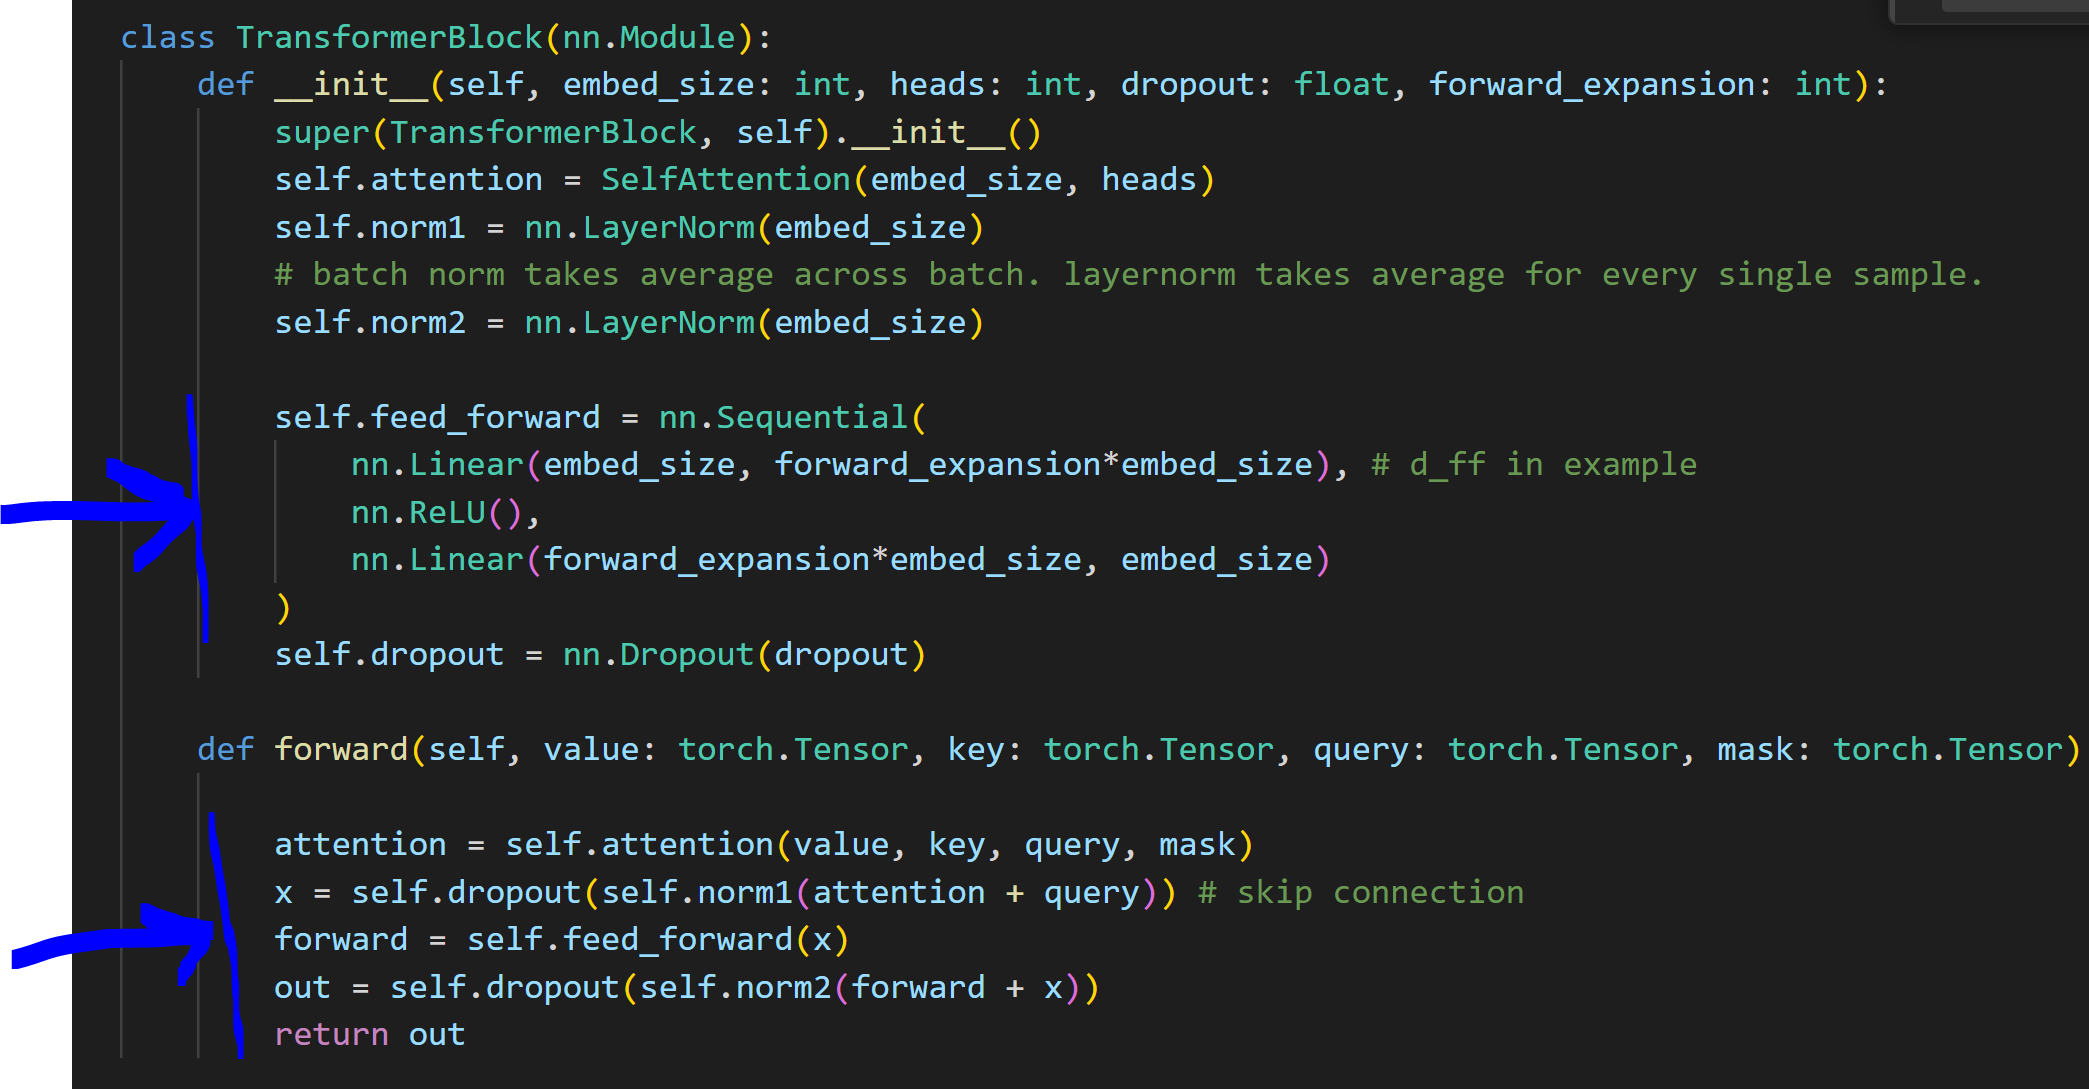 class TransformerBlock(nn.Module):
    def __init__(self, embed_size: int, heads: int, dropout: float, forward_expansion: int):
        super(TransformerBlock, self).__init__()
        self.attention = SelfAttention(embed_size, heads)
        self.norm1 = nn.LayerNorm(embed_size)
        # batch norm takes average across batch. layernorm takes average for every single sample.
        self.norm2 = nn.LayerNorm(embed_size)
        self.feed_forward = nn.Sequential(
            nn.Linear(embed_size, forward_expansion*embed_size), # d_ff in example
            nn.ReLU(),
            nn.Linear(forward_expansion*embed_size, embed_size)
        )
        self.dropout = nn.Dropout(dropout)
    def forward(self, value: torch.Tensor, key: torch.Tensor, query: torch.Tensor, mask: torch.Tensor)
        attention = self.attention(value, key, query, mask)
        x = self.dropout(self.norm1(attention + query)) # skip connection
        forward = self.feed_forward(x)
        out = self.dropout(self.norm2(forward + x))
        return out